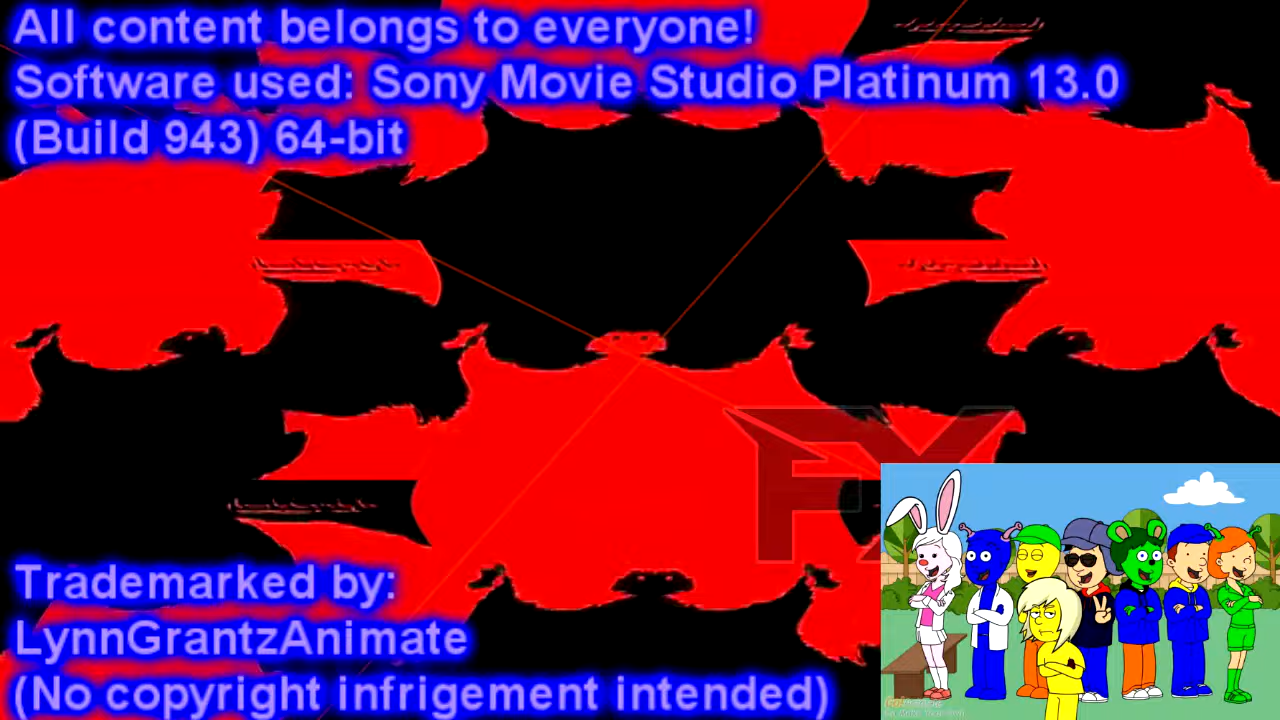 All content belongs to everyone!
Software used: Sony Movie Studio Platinum 13.0
(Build 943) 64-bit
FX
Trademarked by:
LynnGrantzAnimate
(No copyright infrigement intended)